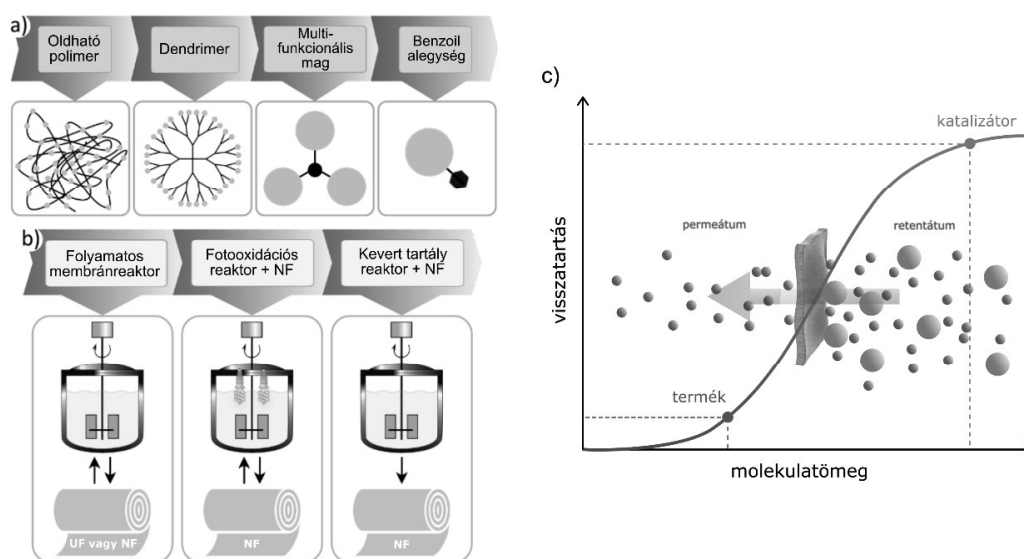 a)
Oldható
polimer
Dendrimer
Multi-
funkcionális
mag
Benzoil
alegység
b)
Folyamatos
membránreaktor
Fotooxidációs
reaktor + NF
Kevert tartály
reaktor + NF
UF vagy NF
NF
NF
c)
visszatartás
katalizátor
permeátum
retentátum
termék
molekulatömeg